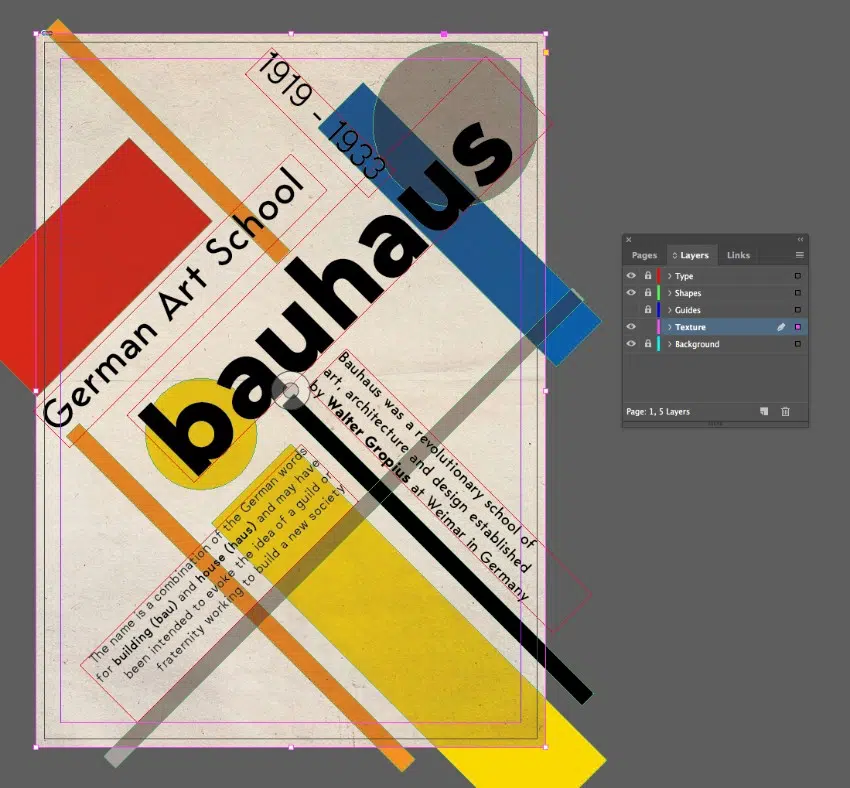 1919 - 1933
German Art School
bauhaus
Bauhaus was a revolutionary school of
art, architecture and design established
by Walter Gropius at Weimar in Germany
The name is a combination of the German words
for building (bau) and house (haus) and may have
been intended to evoke the idea of a guild or
fraternity working to build a new society
Pages Layers Links
Type
Shapes
Guides
Texture
Background
Page: 1, 5 Layers